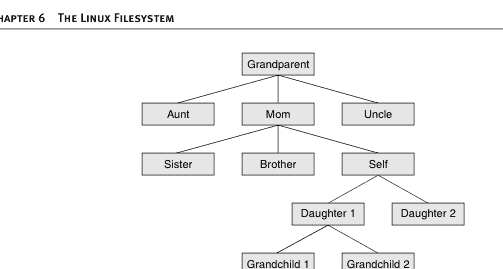 HAPTER 6 THE LINUX FILESYSTEM
Grandparent
Aunt Mom Uncle
Sister Brother Self
Daughter 1 Daughter 2
Grandchild 1 Grandchild 2